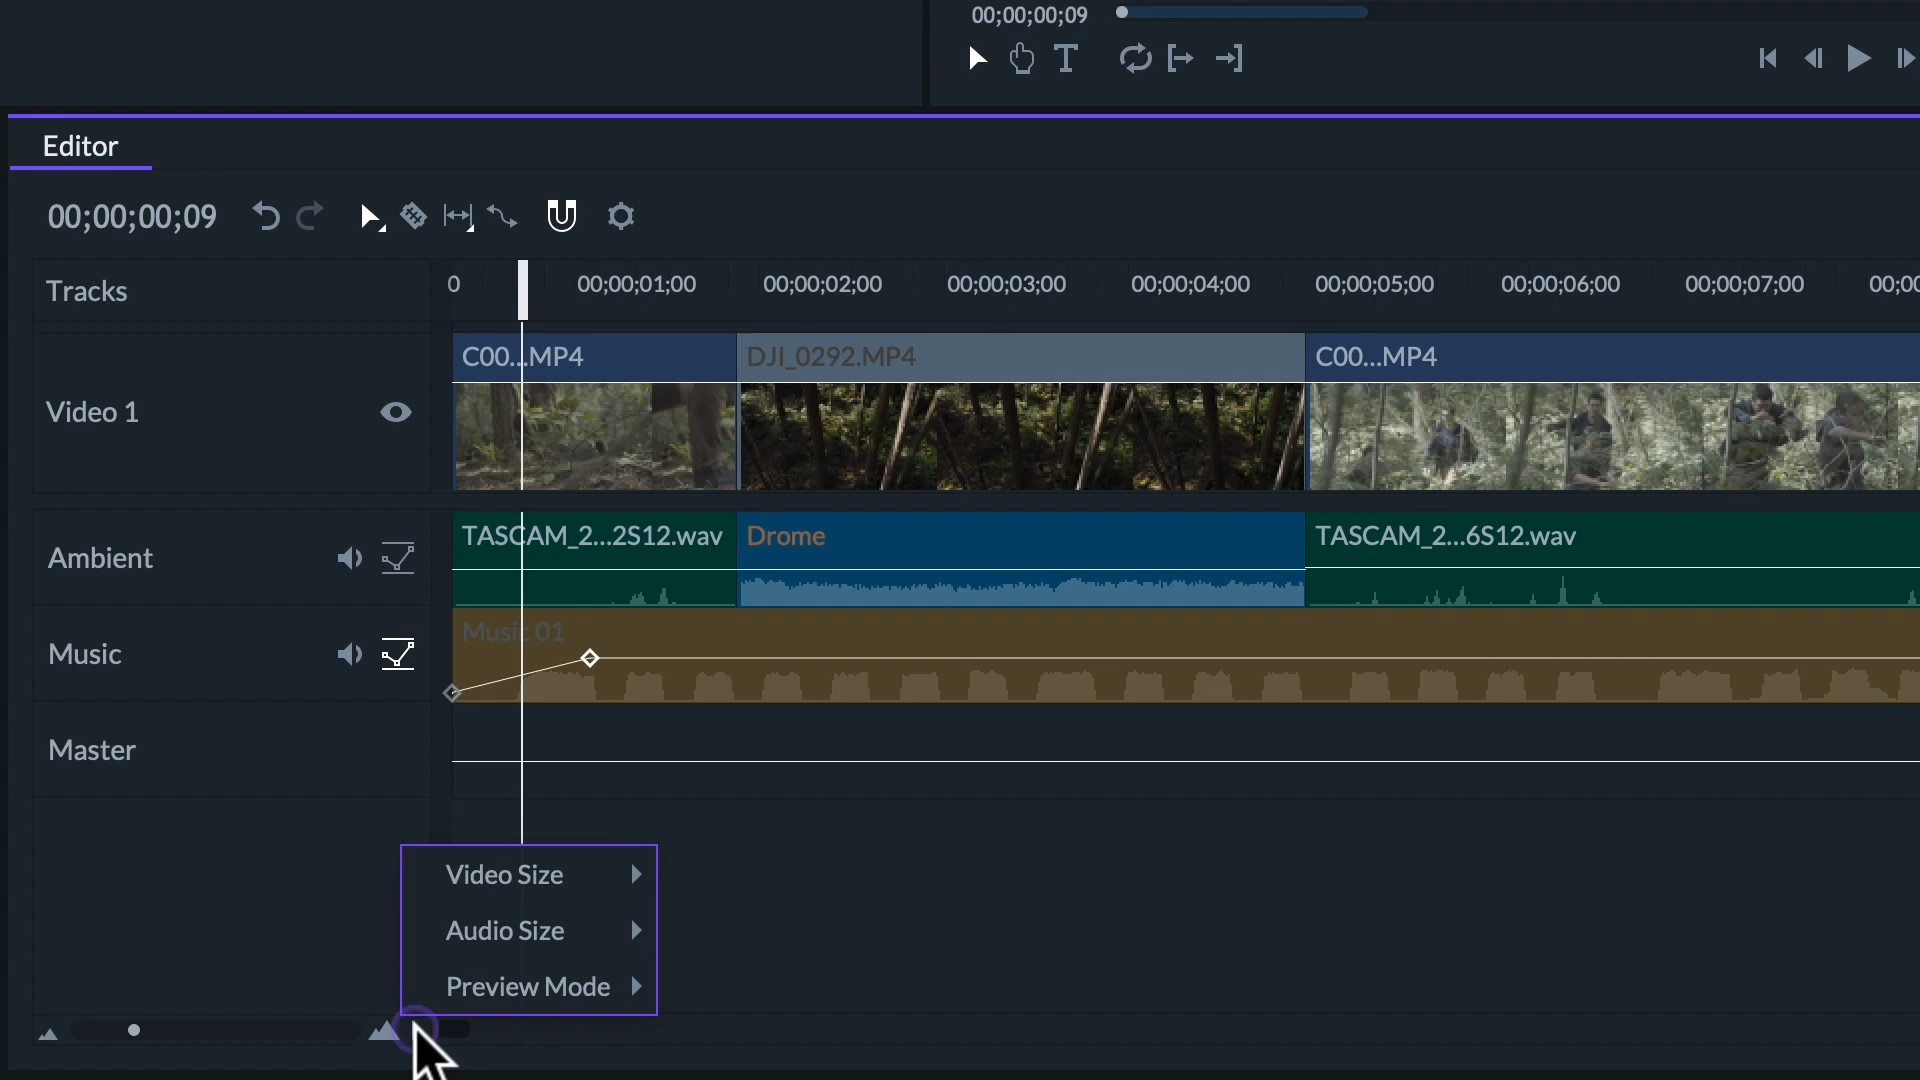 00;00;00;09
Editor
00;00;00;09
Tracks
0 00;00;01;00 00;00;02;00 00;00;03;00 00;00;04;00 00;00;05;00 00;00;06;00 00;00;07;00 00;00
C00...MP4 DJI_0292.MP4 C00...MP4
Video 1
TASCAM_2...2S12.wav Drome TASCAM_2...6S12.wav
Ambient
Music 01
Music
Master
Video Size
Audio Size
Preview Mode